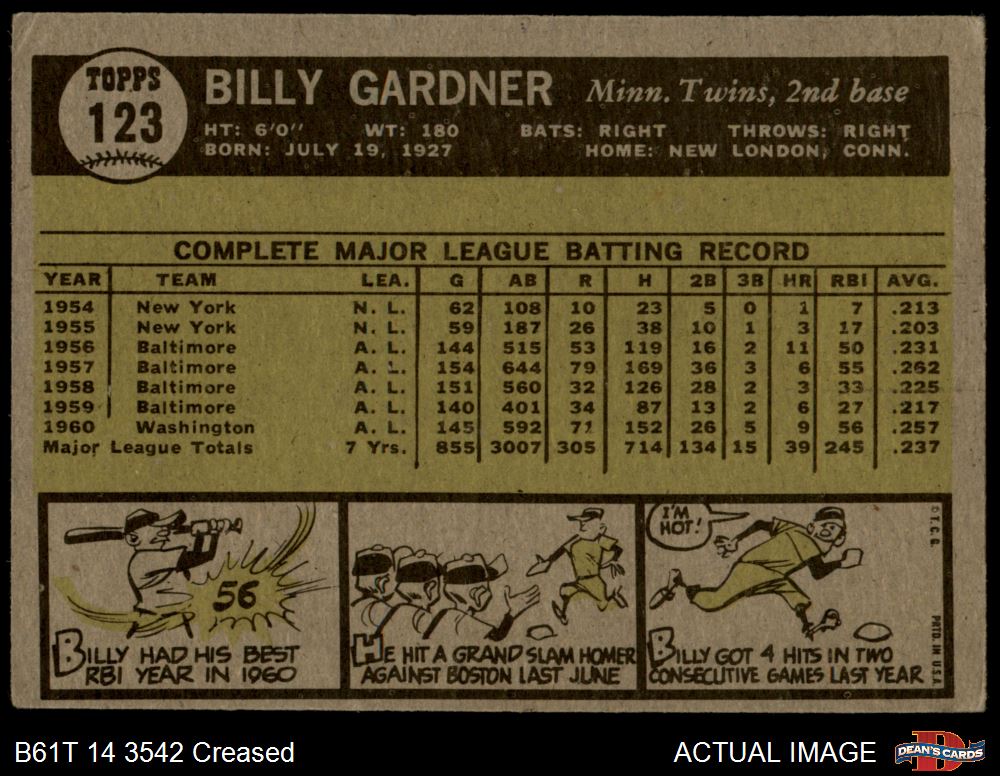 TOPPS
123
BILLY GARDNER Minn. Twins, 2nd base
HT: 6'0" WT: 180 BATS: RIGHT THROWS: RIGHT
BORN: JULY 19, 1927 HOME: NEW LONDON, CONN.
COMPLETE MAJOR LEAGUE BATTING RECORD
YEAR TEAM LEA. G AB R H 2B 3B HR RBI AVG.
1954 New York N. L. 62 108 10 23 5 0 1 7 .213
1955 New York N. L. 59 187 26 38 10 1 3 17 .203
1956 Baltimore A. L. 144 515 53 119 16 2 11 50 .231
1957 Baltimore A. L. 154 644 79 169 36 3 6 55 .262
1958 Baltimore A. L. 151 560 32 126 28 2 3 33 .225
1959 Baltimore A. L. 140 401 34 87 13 2 6 27 .217
1960 Washington A. L. 145 592 71 152 26 5 9 56 .257
Major League Totals 7 Yrs. 855 3007 305 714 134 15 39 245 .237
56
BILLY HAD HIS BEST
RBI YEAR IN 1960
HE HIT A GRAND SLAM HOMER
AGAINST BOSTON LAST JUNE
I'M
HOT!
BILLY GOT 4 HITS IN TWO
CONSECUTIVE GAMES LAST YEAR
© T. C. G.
PRTD. IN U.S.A.
B61T 14 3542 Creased
ACTUAL IMAGE
DEAN'S CARDS